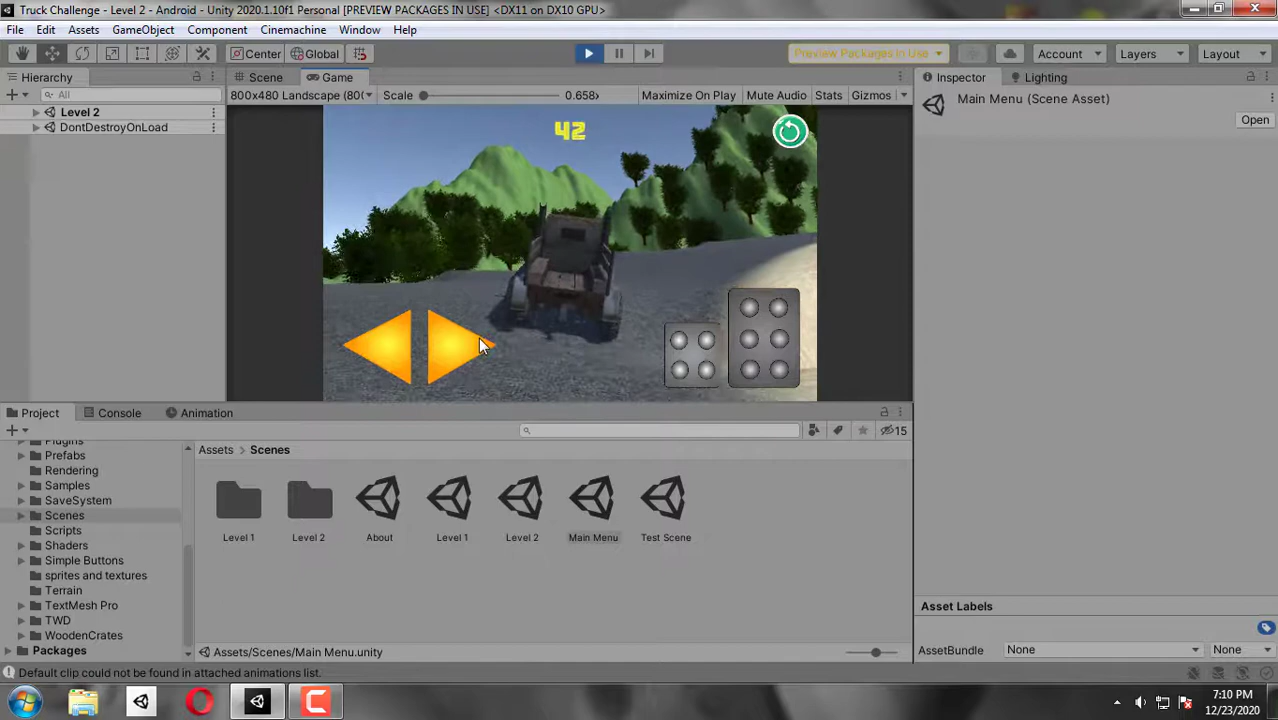 Truck Challenge - Level 2 - Android - Unity 2020.1.10f1 Personal [PREVIEW PACKAGES IN USE] <DX11 on DX10 GPU>
File Edit Assets GameObject Component Cinemachine Window Help
Center Global Preview Packages in Use Account Layers Layout
Hierarchy Scene Game Inspector Lighting
All 800x480 Landscape (80( Scale 0.658x Maximize On Play Mute Audio Stats Gizmos Main Menu (Scene Asset)
Level 2
DontDestroyOnLoad
Open
42
Project Console Animation
15
Plugins
Prefabs
Rendering
Samples
SaveSystem
Scenes
Scripts
Shaders
Simple Buttons
sprites and textures
Terrain
TextMesh Pro
TWD
WoodenCrates
Packages
Assets > Scenes
Level 1 Level 2 About Level 1 Level 2 Main Menu Test Scene
Assets/Scenes/Main Menu.unity
Asset Labels
AssetBundle None None
Default clip could not be found in attached animations list.
7:10 PM
12/23/2020